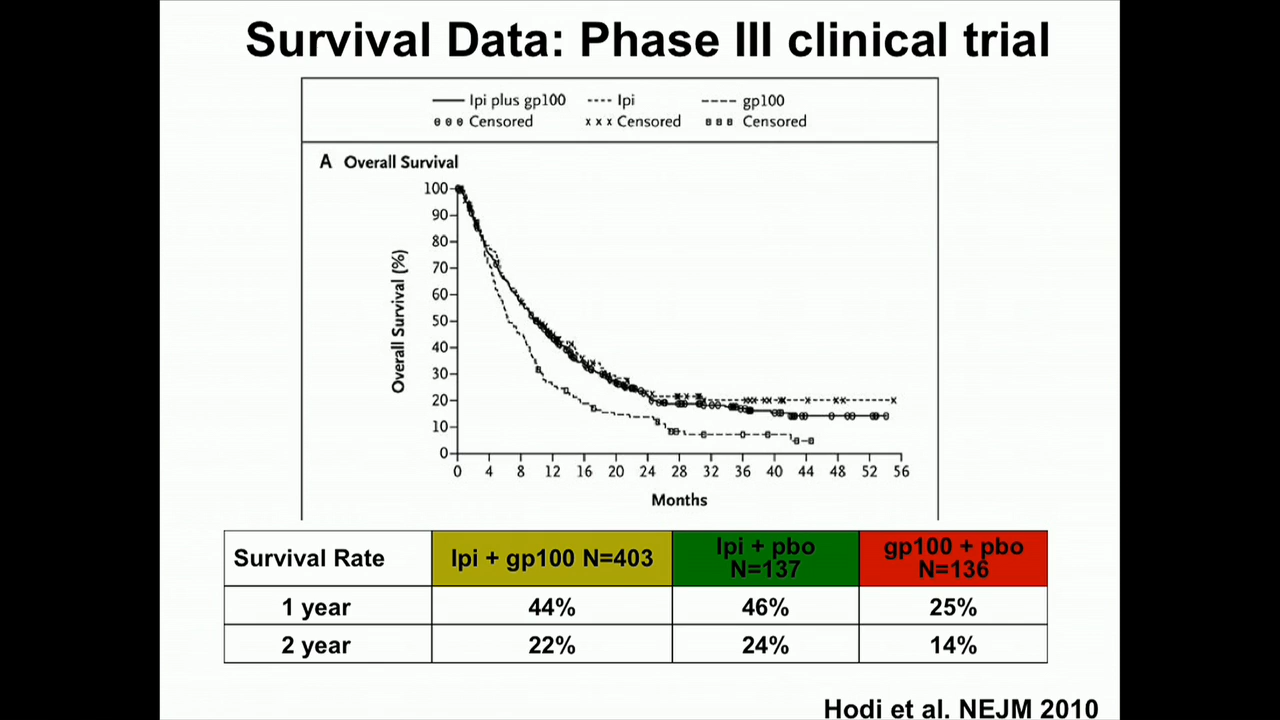 Survival Data: Phase III clinical trial
Ipi plus gp100 Ipi gp100
Censored x x x Censored Censored
A Overall Survival
100
90
80
70
60
50
40
30
20
10
0
Overall Survival (%)
0 4 8 12 16 20 24 28 32 36 40 44 48 52 56
Months
Survival Rate Ipi + gp100 N=403 Ipi + pbo N=137 gp100 + pbo N=136
1 year 44% 46% 25%
2 year 22% 24% 14%
Hodi et al. NEJM 2010